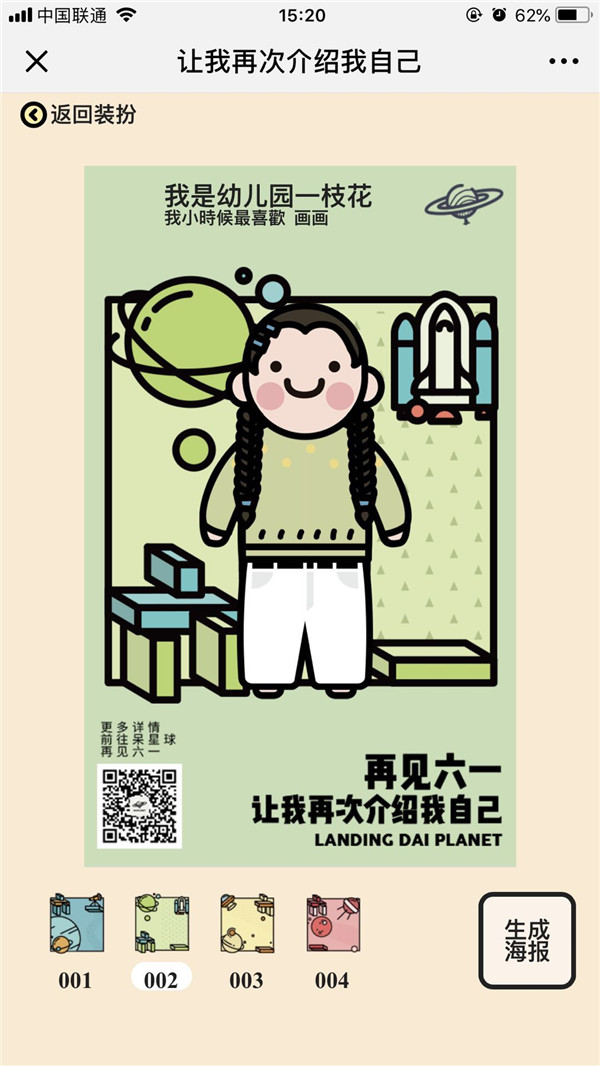 中国联通 15:20 62%
让我再次介绍我自己
返回装扮
我是幼儿园一枝花
我小時候最喜歡 画画
更多详情
前往呆星球
再见六一
再见六一
让我再次介绍我自己
LANDING DAI PLANET
001 002 003 004
生成
海报